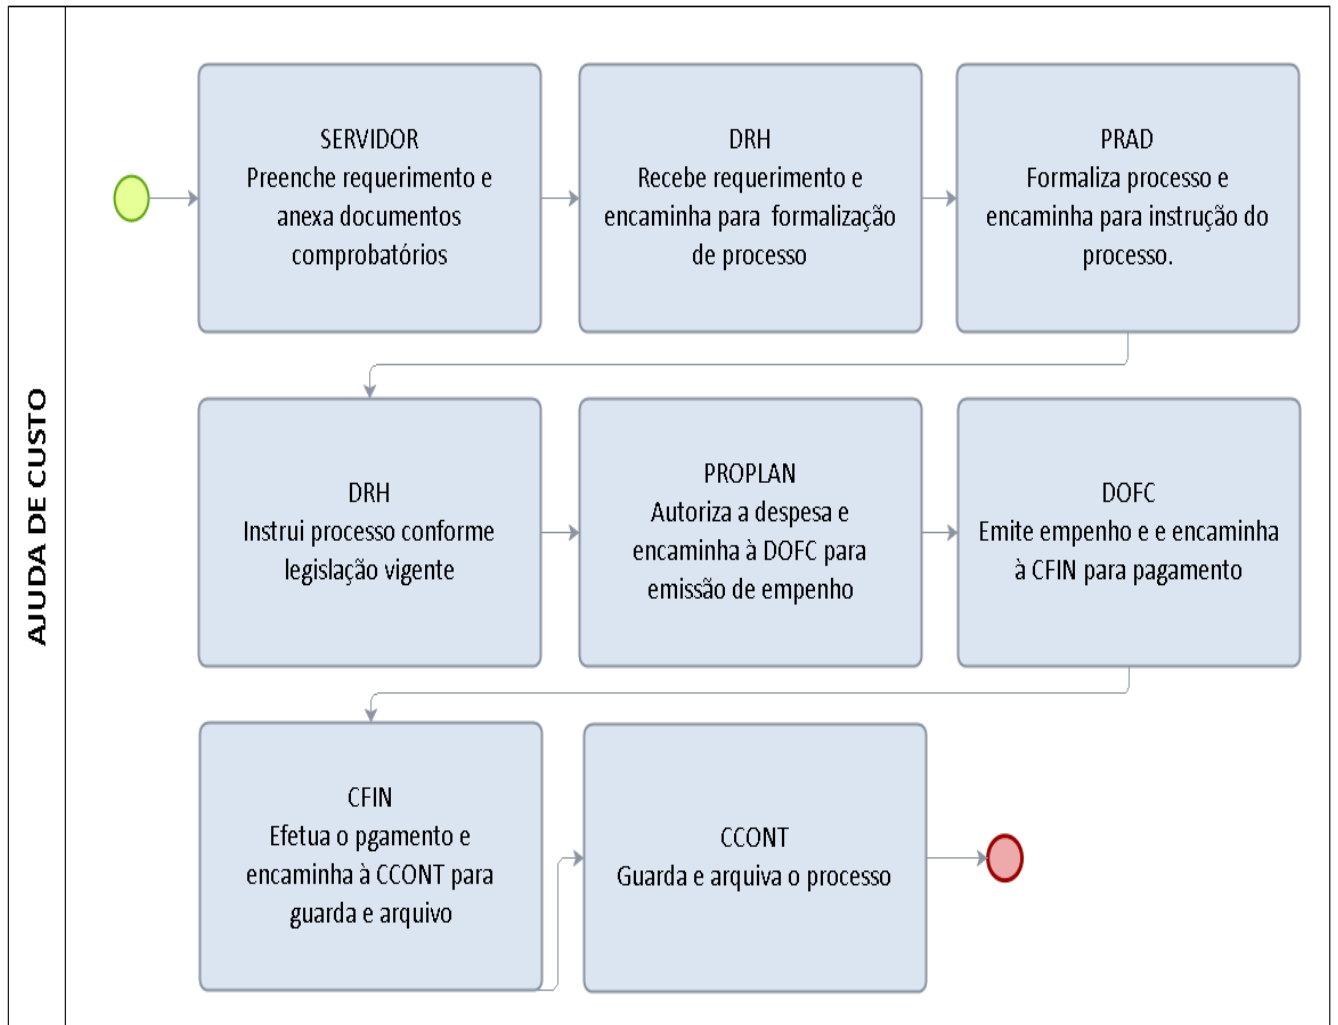 AJUDA DE CUSTO
SERVIDOR
Preenche requerimento e
anexa documentos
comprobatórios
DRH
Recebe requerimento e
encaminha para formalização
de processo
PRAD
Formaliza processo e
encaminha para instrução do
processo.
DRH
Instrui processo conforme
legislação vigente
PROPLAN
Autoriza a despesa e
encaminha à DOFC para
emissão de empenho
DOFC
Emite empenho e e encaminha
à CFIN para pagamento
CFIN
Efetua o pgamento e
encaminha à CCONT para
guarda e arquivo
CCONT
Guarda e arquiva o processo